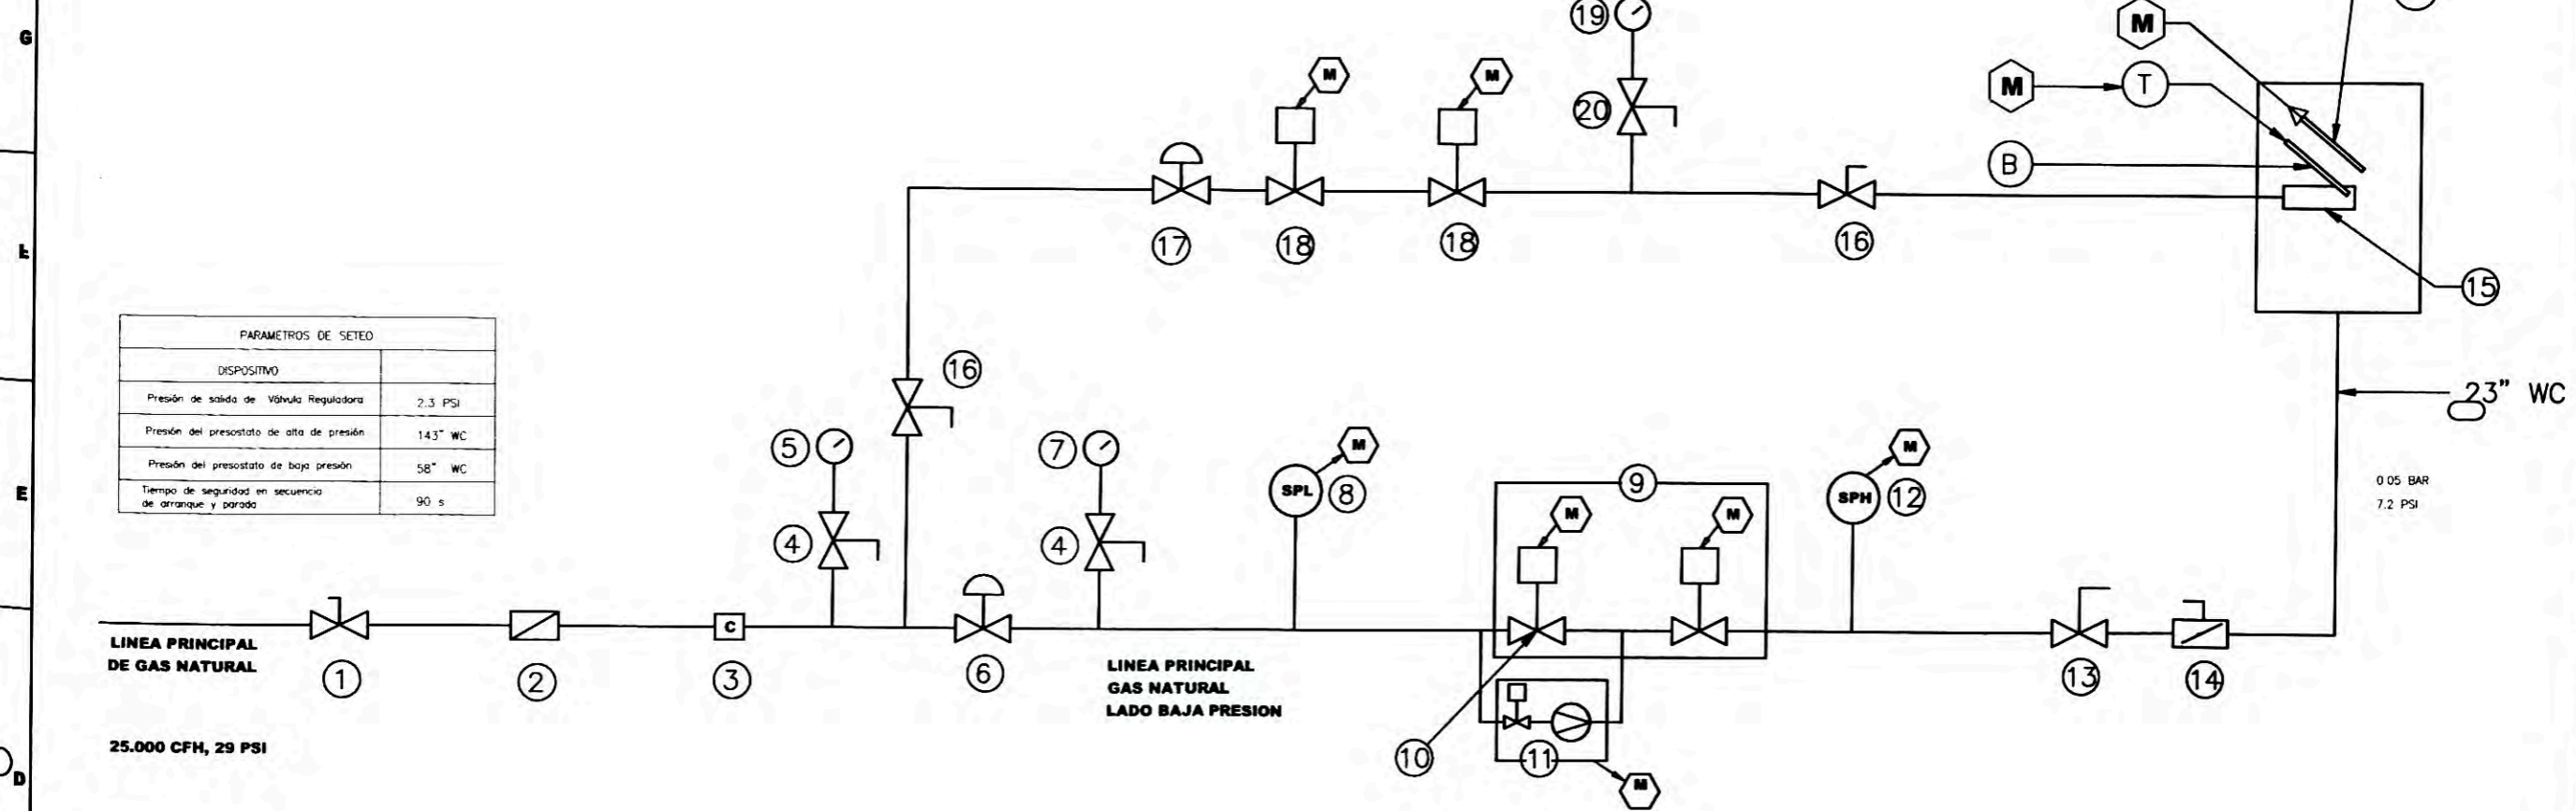 G
19
M
M
M
M
20
T
B
17
18
18
16
15
L
PARAMETROS DE SETEO
DISPOSITIVO
Presión de salida de Válvula Reguladora 2.3 PSI
Presión del presostato de alta de presión 143" WC
Presión del presostato de baja presión 58" WC
Tiempo de seguridad en secuencia
de arranque y parada 90 s
16
23" WC
5
7
M
M
SPL
8
9
SPH
12
0 05 BAR
7.2 PSI
E
4
4
M
M
C
LINEA PRINCIPAL
DE GAS NATURAL
1
2
3
6
LINEA PRINCIPAL
GAS NATURAL
LADO BAJA PRESION
13
14
25.000 CFH, 29 PSI
10
11
M
D